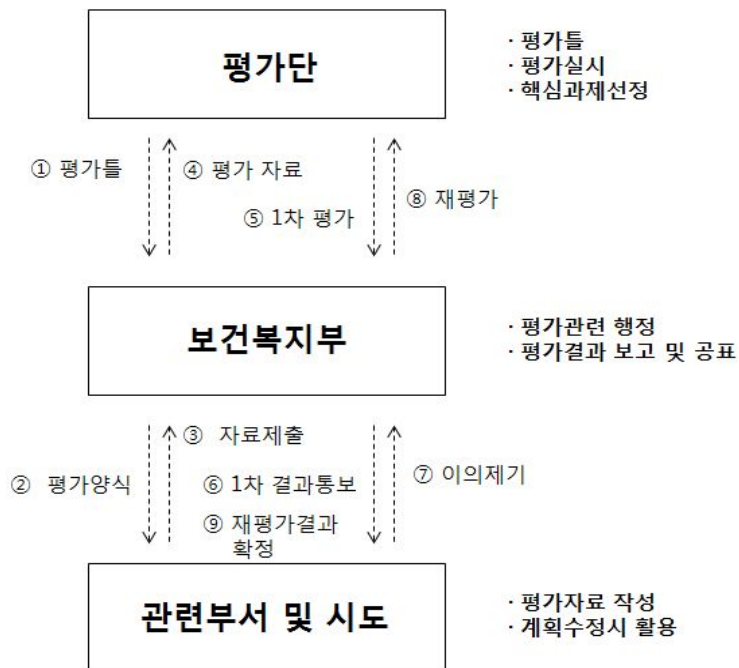 평가단
· 평가틀
· 평가실시
· 핵심과제선정
① 평가틀
④ 평가 자료
⑤ 1차 평가
⑧ 재평가
보건복지부
· 평가관련 행정
· 평가결과 보고 및 공표
② 평가양식
③ 자료제출
⑥ 1차 결과통보
⑨ 재평가결과
확정
⑦ 이의제기
관련부서 및 시도
· 평가자료 작성
· 계획수정시 활용